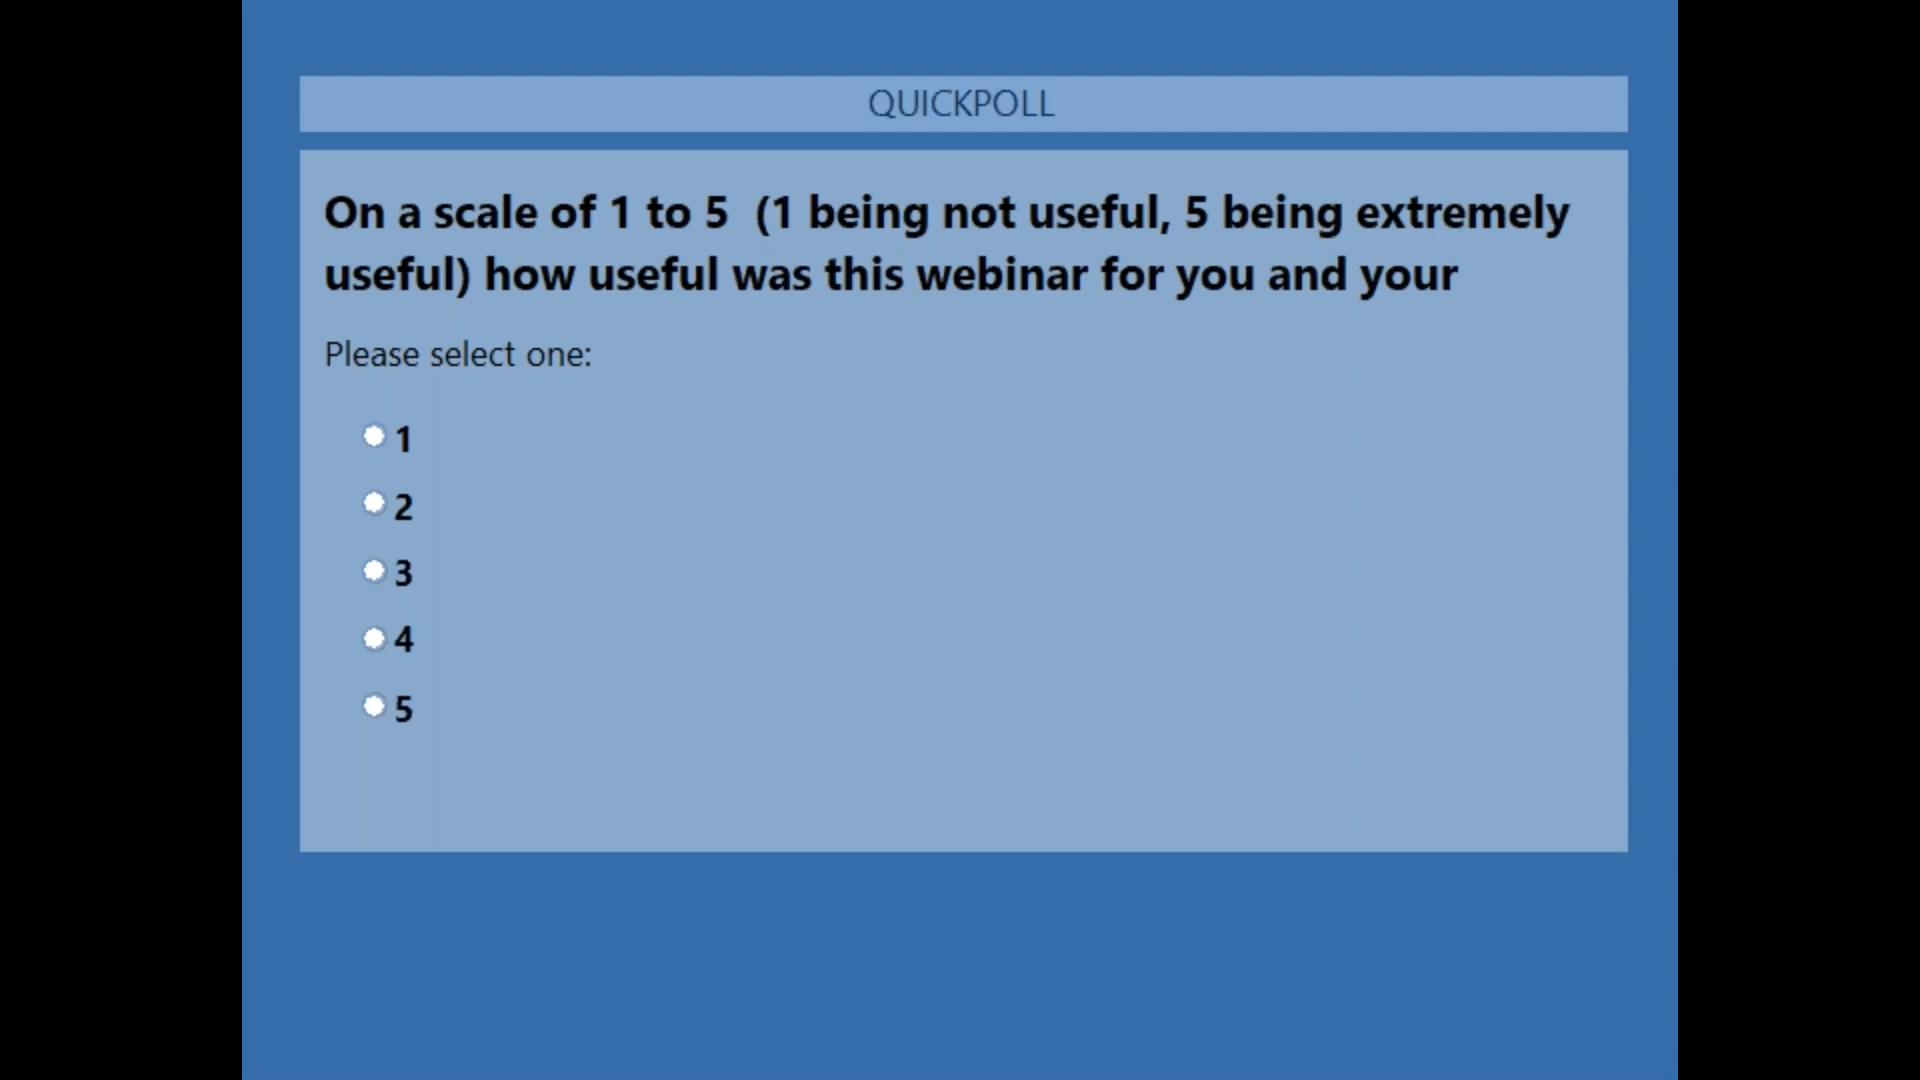 QUICKPOLL
On a scale of 1 to 5  (1 being not useful, 5 being extremely
useful) how useful was this webinar for you and your
Please select one:
1
2
3
4
5